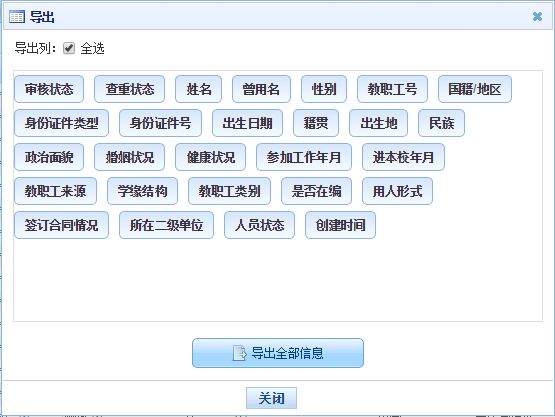 导出
导出列: 全选
审核状态 查重状态 姓名 曾用名 性别 教职工号 国籍/地区
身份证件类型 身份证件号 出生日期 籍贯 出生地 民族
政治面貌 婚姻状况 健康状况 参加工作年月 进本校年月
教职工来源 学缘结构 教职工类别 是否在编 用人形式
签订合同情况 所在二级单位 人员状态 创建时间
导出全部信息
关闭